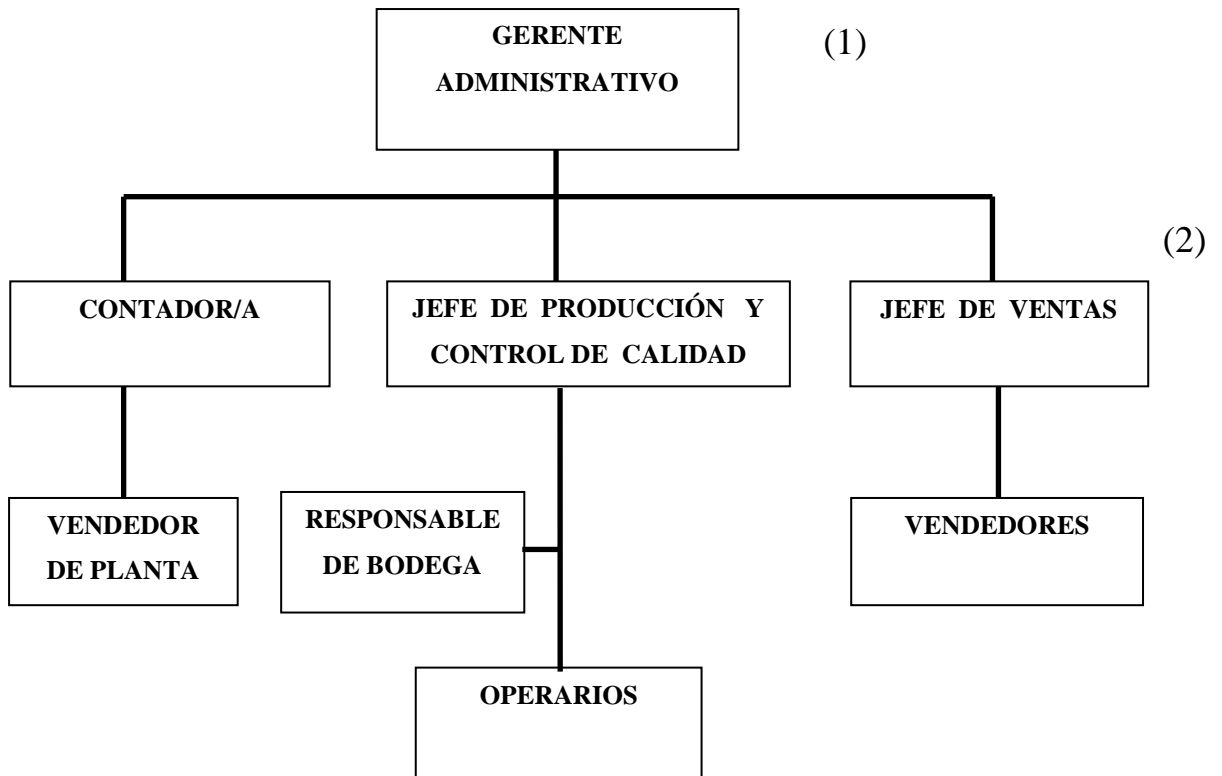 GERENTE
ADMINISTRATIVO
(1)
(2)
CONTADOR/A
JEFE DE PRODUCCIÓN Y
CONTROL DE CALIDAD
JEFE DE VENTAS
VENDEDOR
DE PLANTA
RESPONSABLE
DE BODEGA
VENDEDORES
OPERARIOS